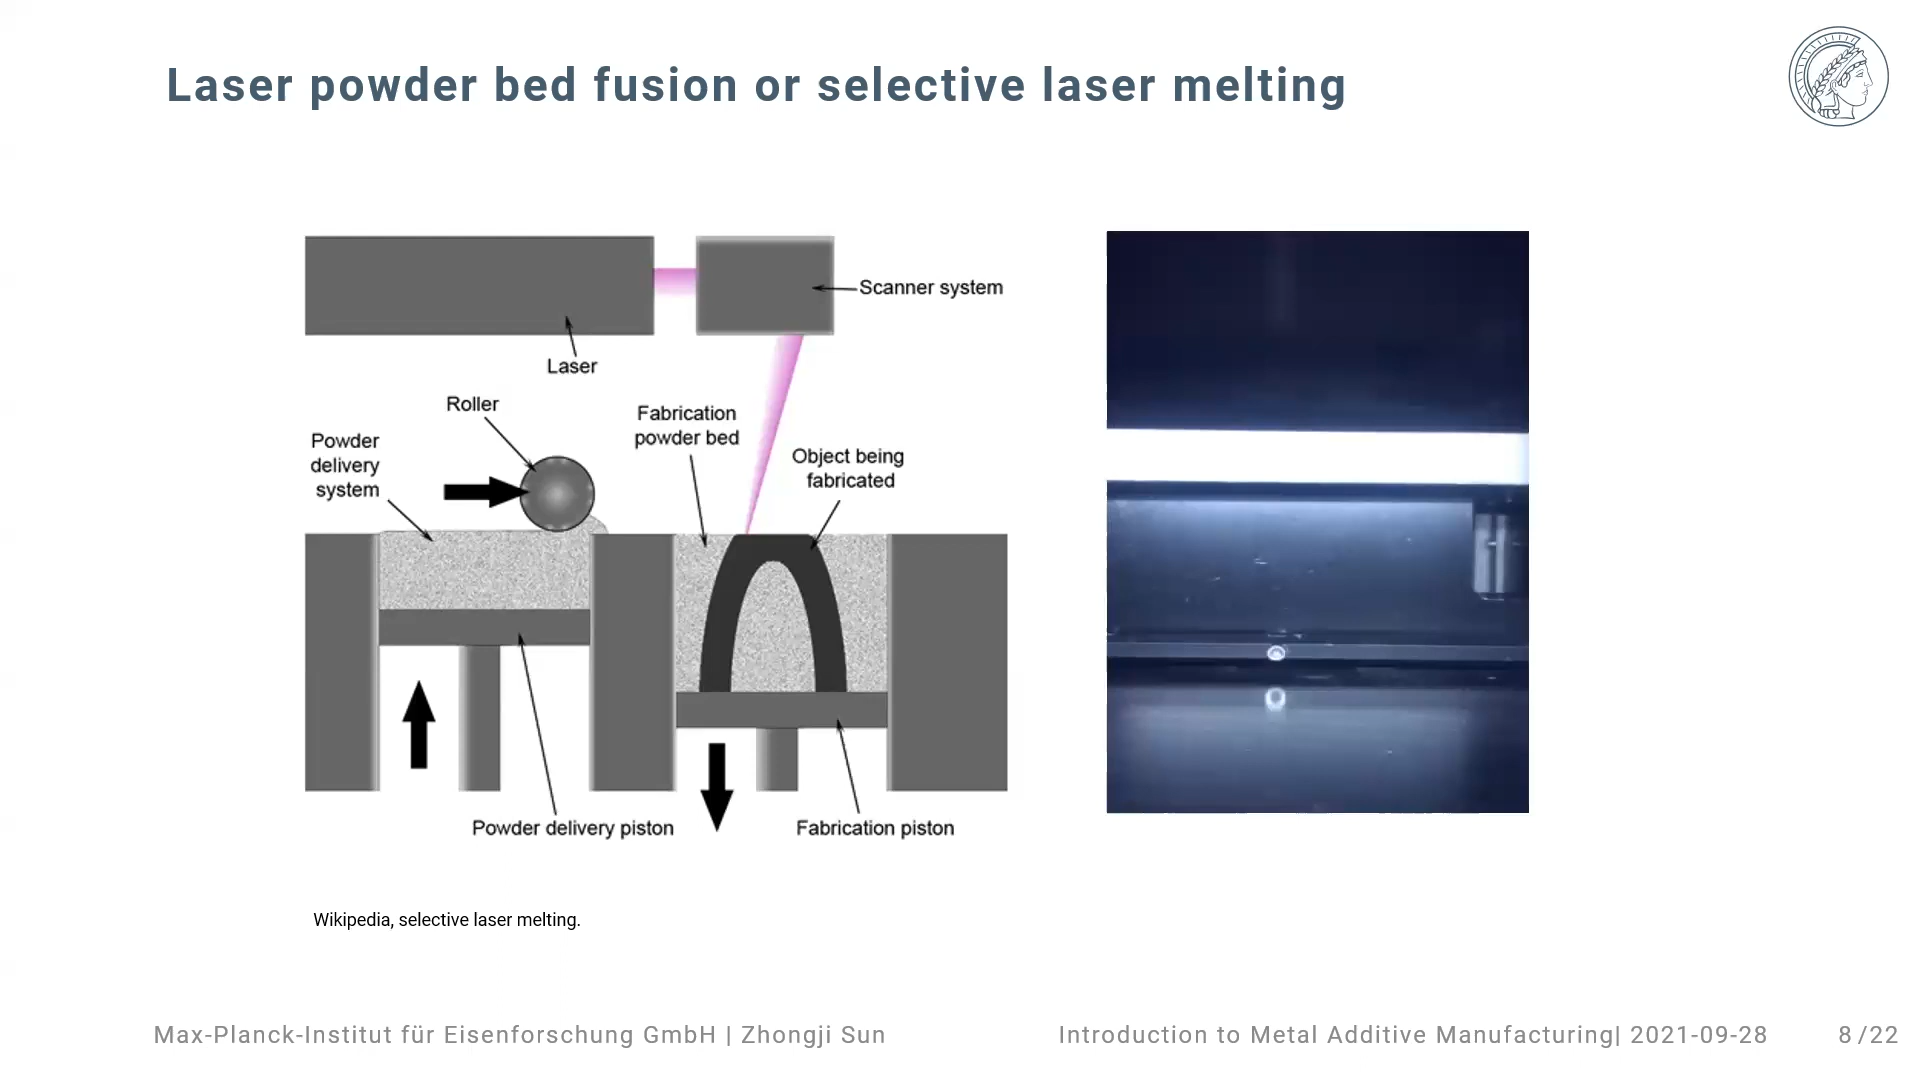 Laser powder bed fusion or selective laser melting
Scanner system
Laser
Roller
Fabrication
powder bed
Powder
delivery
system
Object being
fabricated
Powder delivery piston
Fabrication piston
Wikipedia, selective laser melting.
Max-Planck-Institut für Eisenforschung GmbH | Zhongji Sun
Introduction to Metal Additive Manufacturing| 2021-09-28
8/22